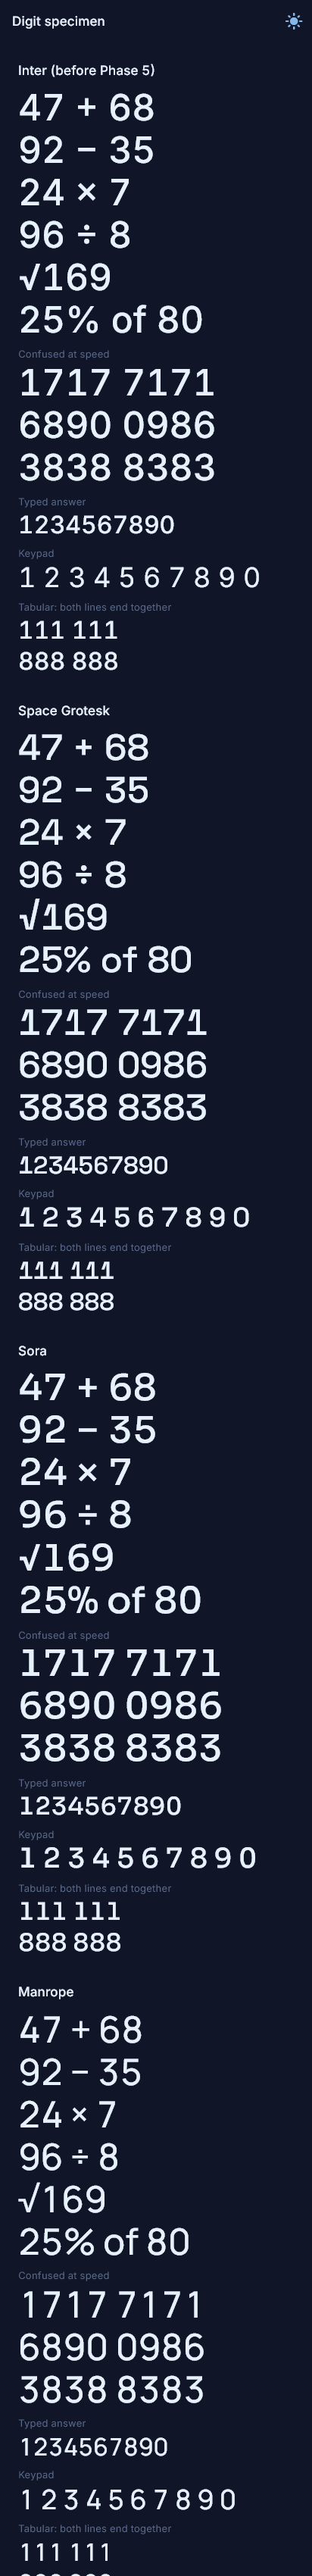 Digit specimen
Inter (before Phase 5)
47 + 68
92 − 35
24 × 7
96 ÷ 8
√169
25% of 80
Confused at speed
1717 7171
6890 0986
3838 8383
Typed answer
1234567890
Keypad
1 2 3 4 5 6 7 8 9 0
Tabular: both lines end together
111 111
888 888
Space Grotesk
47 + 68
92 − 35
24 × 7
96 ÷ 8
√169
25% of 80
Confused at speed
1717 7171
6890 0986
3838 8383
Typed answer
1234567890
Keypad
1 2 3 4 5 6 7 8 9 0
Tabular: both lines end together
111 111
888 888
Sora
47 + 68
92 − 35
24 × 7
96 ÷ 8
√169
25% of 80
Confused at speed
1717 7171
6890 0986
3838 8383
Typed answer
1234567890
Keypad
1 2 3 4 5 6 7 8 9 0
Tabular: both lines end together
111 111
888 888
Manrope
47 + 68
92 − 35
24 × 7
96 ÷ 8
√169
25% of 80
Confused at speed
1717 7171
6890 0986
3838 8383
Typed answer
1234567890
Keypad
1 2 3 4 5 6 7 8 9 0
Tabular: both lines end together
111 111